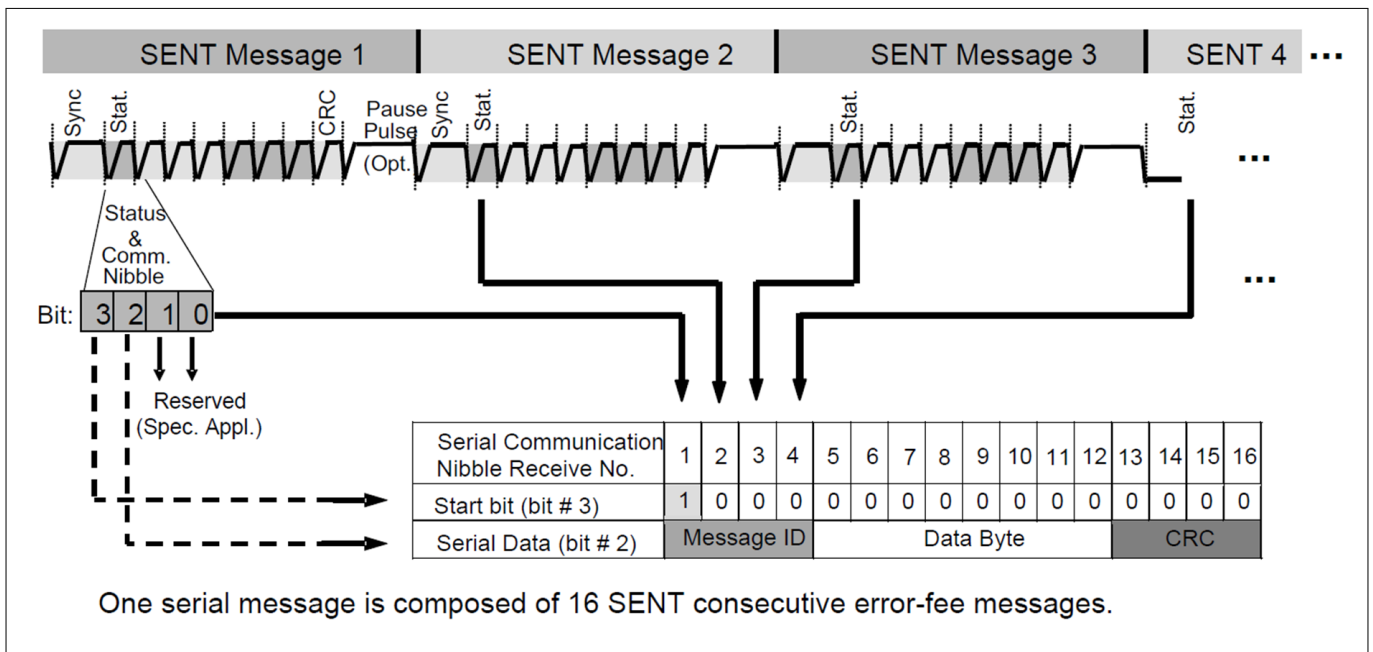 SENT Message 1 SENT Message 2 SENT Message 3 SENT 4 ...
Sync Stat. CRC Pause Pulse (Opt. Sync Stat. Stat. Stat.
...
Status
&
Comm.
Nibble
...
Bit: 3 2 1 0
Reserved
(Spec. Appl.)
Serial Communication
Nibble Receive No. 1 2 3 4 5 6 7 8 9 10 11 12 13 14 15 16
Start bit (bit # 3) 1 0 0 0 0 0 0 0 0 0 0 0 0 0 0 0
Serial Data (bit # 2) Message ID Data Byte CRC
One serial message is composed of 16 SENT consecutive error-fee messages.